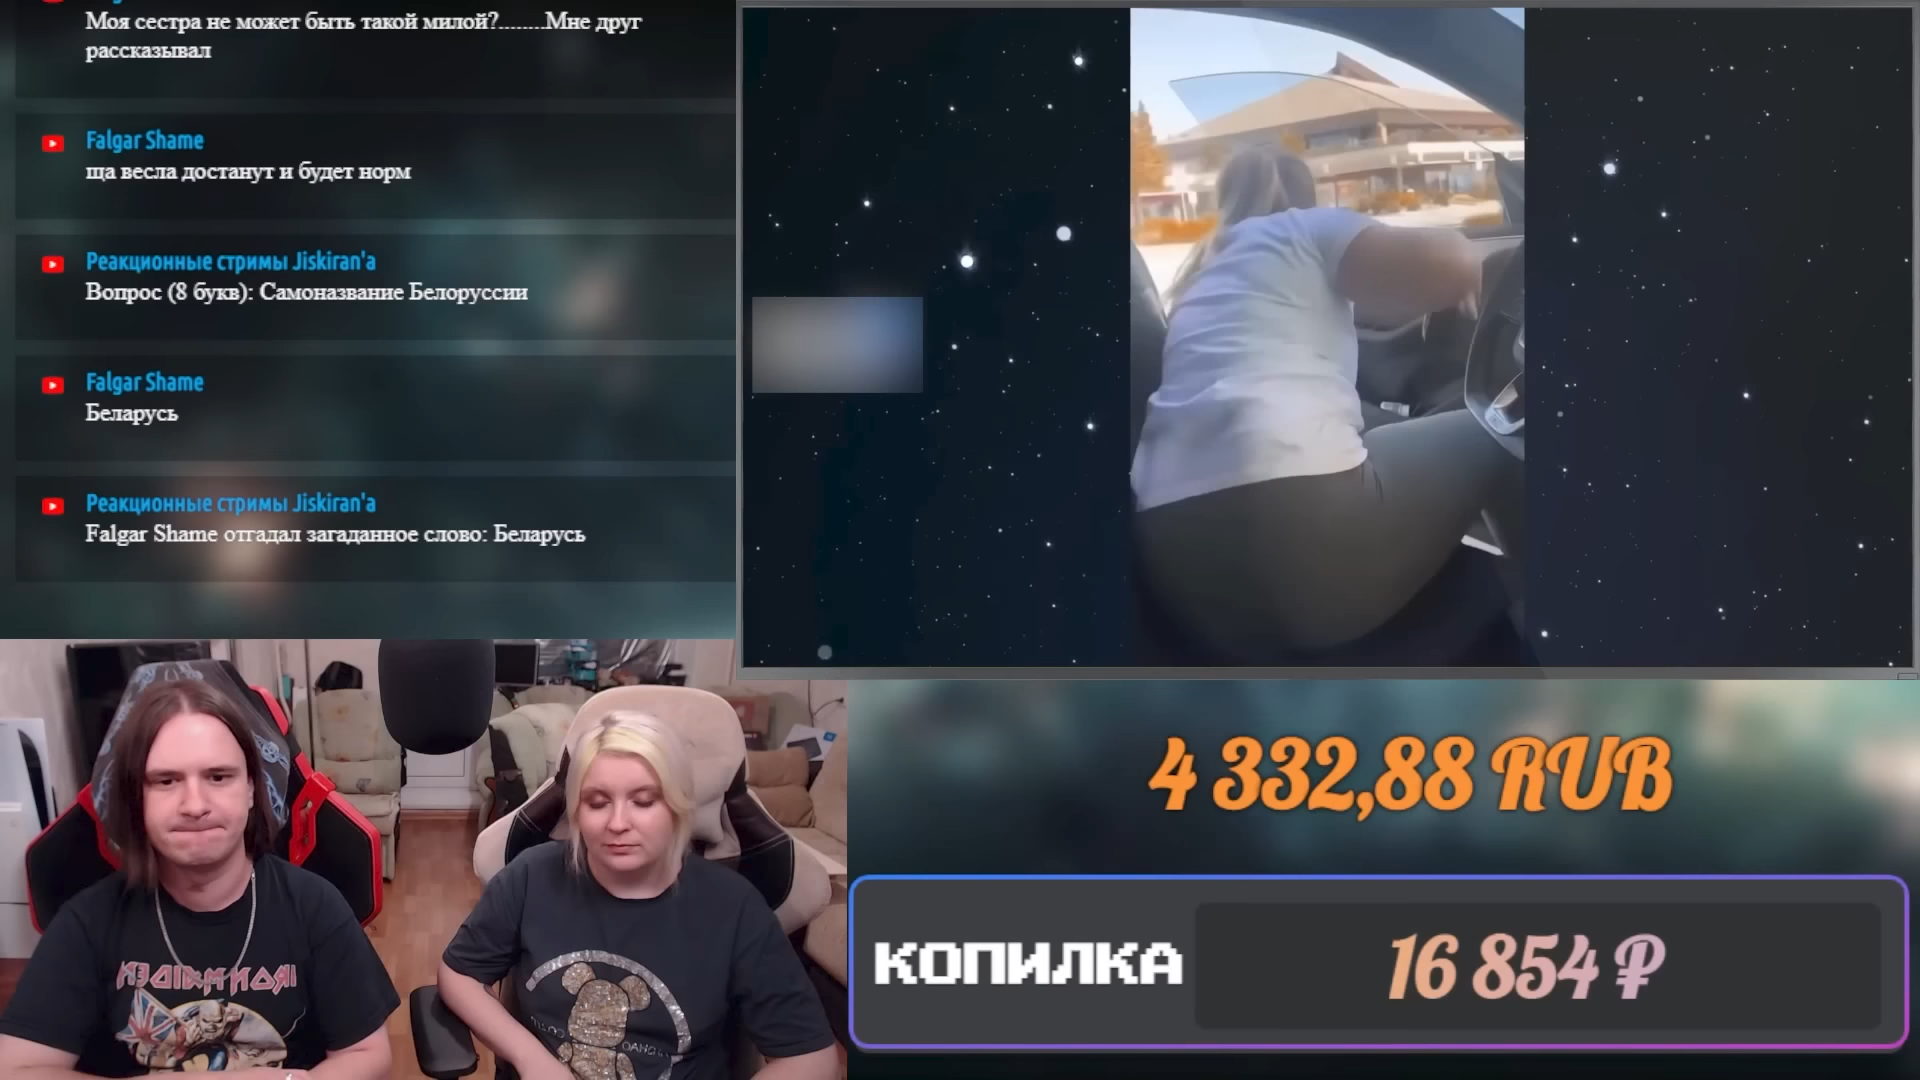 Моя сестра не может быть такой милой?........Мне друг
рассказывал
Falgar Shame
ща весла достанут и будет норм
Реакционные стримы Jiskiran'a
Вопрос (8 букв): Самоназвание Белоруссии
Falgar Shame
Беларусь
Реакционные стримы Jiskiran'a
Falgar Shame отгадал загаданное слово: Беларусь
4 332,88 RUB
КОПИЛКА
16 854 ₽
IRON MAIDEN